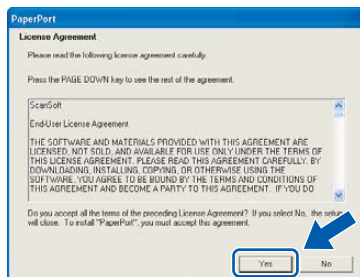 PaperPort
License Agreement
Please read the following license agreement carefully.
Press the PAGE DOWN key to see the rest of the agreement.
ScanSoft
End-User License Agreement
THE SOFTWARE AND MATERIALS PROVIDED WITH THIS AGREEMENT ARE
LICENSED, NOT SOLD, AND AVAILABLE FOR USE ONLY UNDER THE TERMS OF
THIS LICENSE AGREEMENT. PLEASE READ THIS AGREEMENT CAREFULLY. BY
DOWNLOADING, INSTALLING, COPYING, OR OTHERWISE USING THE
SOFTWARE, YOU AGREE TO BE BOUND BY THE TERMS AND CONDITIONS OF
THIS AGREEMENT AND BECOME A PARTY TO THIS AGREEMENT. IF YOU DO
Do you accept all the terms of the preceding License Agreement? If you select No, the setup
will close. To install "PaperPort", you must accept this agreement.
Yes
No